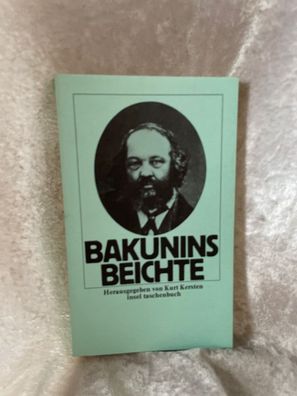 BAKUNINS
BEICHTE
Herausgegeben von Kurt Kersten
insel taschenbuch